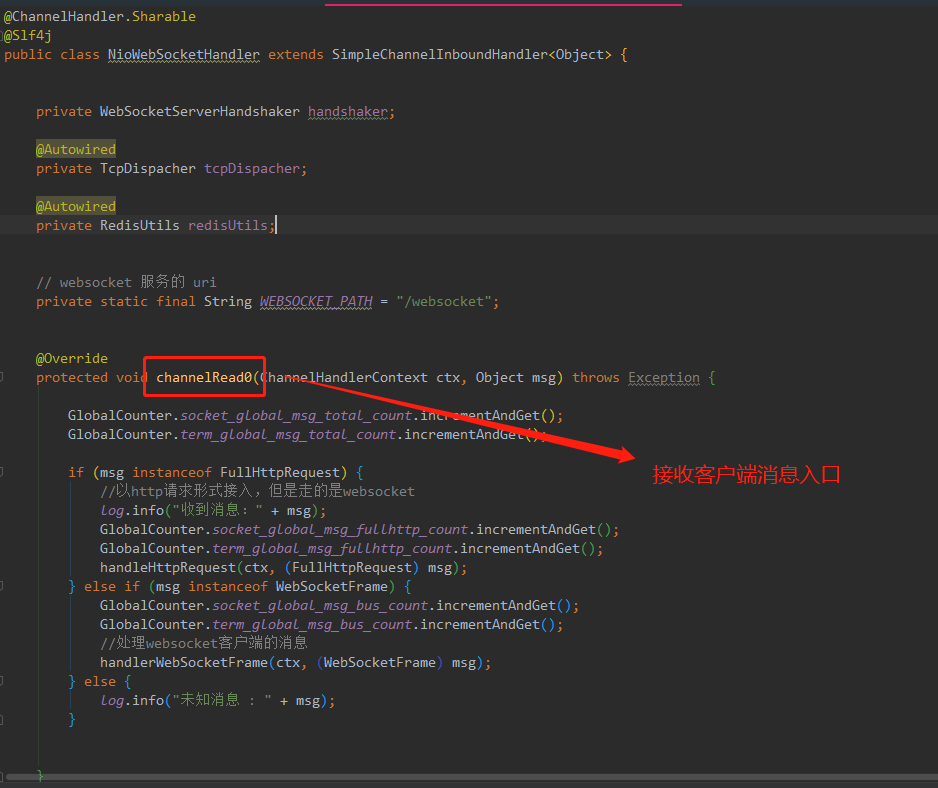 @ChannelHandler.Sharable
@Slf4j
public class NioWebSocketHandler extends SimpleChannelInboundHandler<Object> {
private WebSocketServerHandshaker handshaker;
@Autowired
private TcpDispacher tcpDispacher;
@Autowired
private RedisUtils redisUtils;
// websocket 服务的 uri
private static final String WEBSOCKET_PATH = "/websocket";
@Override
protected void channelRead0(ChannelHandlerContext ctx, Object msg) throws Exception {
GlobalCounter.socket_global_msg_total_count.incrementAndGet();
GlobalCounter.term_global_msg_total_count.incrementAndGet();
接收客户端消息入口
if (msg instanceof FullHttpRequest) {
//以http请求形式接入，但是走的是websocket
log.info("收到消息：" + msg);
GlobalCounter.socket_global_msg_fullhttp_count.incrementAndGet();
GlobalCounter.term_global_msg_fullhttp_count.incrementAndGet();
handleHttpRequest(ctx, (FullHttpRequest) msg);
} else if (msg instanceof WebSocketFrame) {
GlobalCounter.socket_global_msg_bus_count.incrementAndGet();
GlobalCounter.term_global_msg_bus_count.incrementAndGet();
//处理websocket客户端的消息
handlerWebSocketFrame(ctx, (WebSocketFrame) msg);
} else {
log.info("未知消息 : " + msg);
}
}